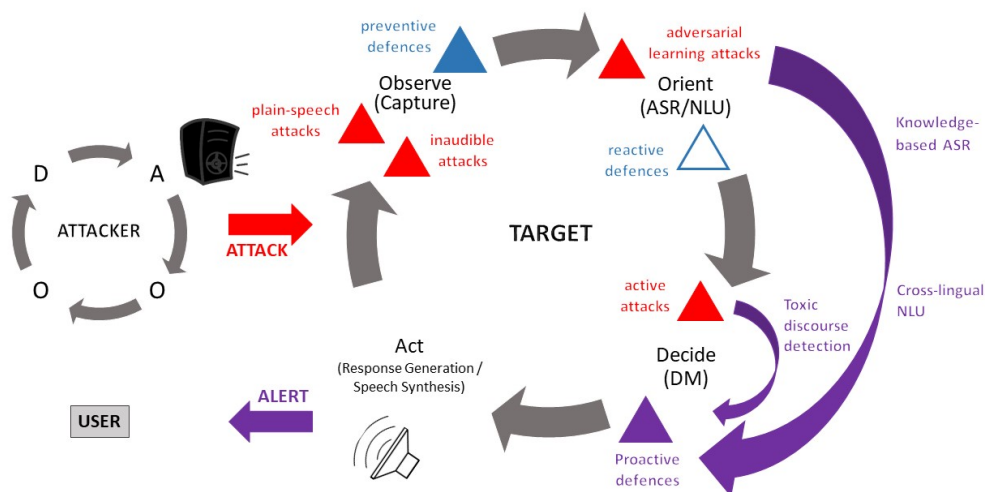 preventive
defences
adversarial
learning attacks
Observe
(Capture)
Orient
(ASR/NLU)
plain-speech
attacks
inaudible
attacks
Knowledge-
based ASR
reactive
defences
D
A
ATTACKER
O
O
ATTACK
TARGET
active
attacks
Toxic
discourse
detection
Cross-lingual
NLU
Act
(Response Generation /
Speech Synthesis)
Decide
(DM)
ALERT
USER
Proactive
defences